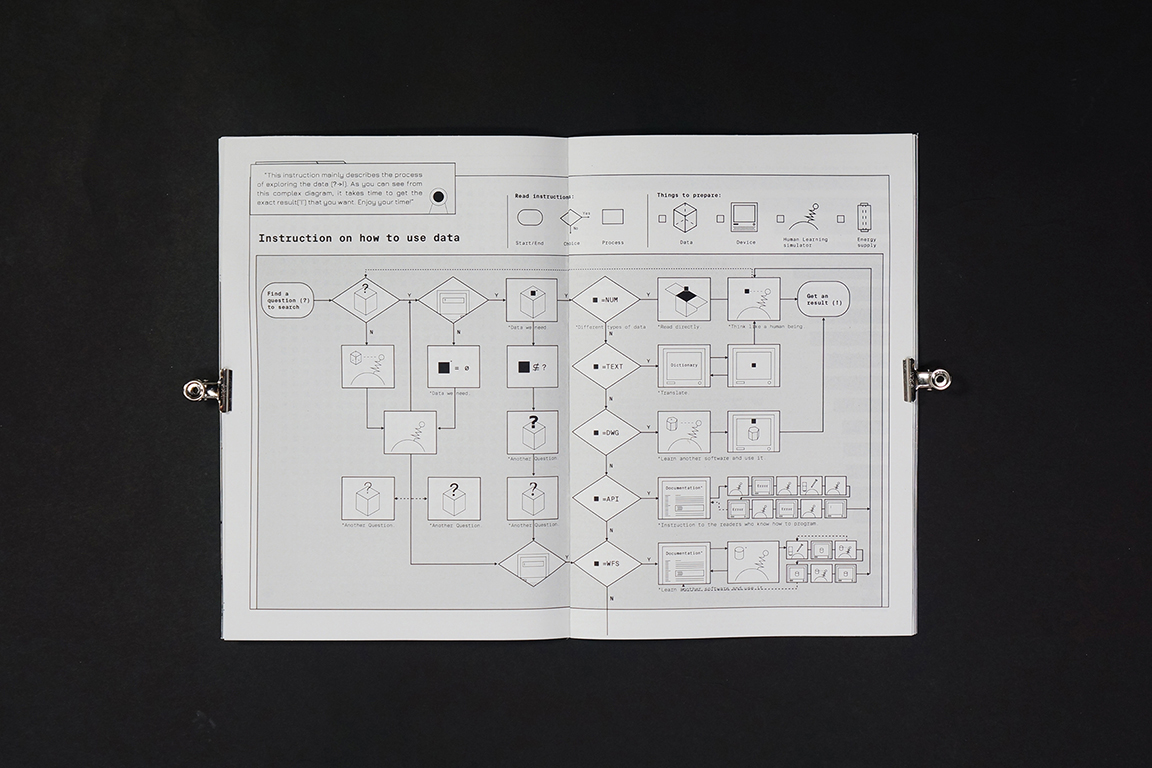 "This instruction mainly describes the process
of exploring the data (?→!). As you can see from
this complex diagram, it takes time to get the
exact result('!') that you want. Enjoy your time!"
Instruction on how to use data
Read instructions:
Start/End
Yes
No
Choice
Process
Things to prepare:
Data
Device
Human Learning
simulator
Energy
supply
Find a
question (?)
to search
?
Y
Y
Y
=NUM
Y
Get an
result (!)
N
N
*Data we need
*Different types of data
*Read directly.
*Think like a human being
N
= ø
⊈ ?
=TEXT
Y
Dictionary
*Data we need.
*Translate.
N
?
=DWG
Y
*Another Question.
*Learn another software and use it.
N
?
?
?
=API
Y
Documentation"
*Another Question.
*Another Question.
*Another Question.
*Instruction to the readers who know how to program
N
Y
=WFS
Y
Documentation"
*Learn another software and use it.
N